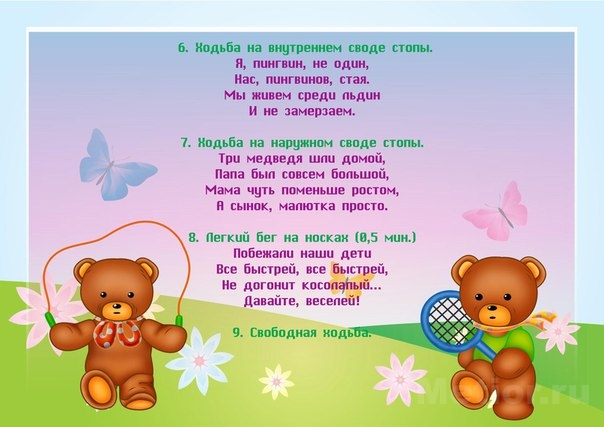 6. Ходьба на внутреннем своде стопы.
Я, пингвин, не один,
Нас, пингвинов, стая.
Мы живем среди льдин
И не замерзаем.
7. Ходьба на наружном своде стопы.
Три медведя шли домой,
Папа был совсем большой,
Мама чуть поменьше ростом,
А сынок, малютка просто.
8. Легкий бег на носках (0,5 мин.)
Побежали наши дети
Все быстрей, все быстрей,
Не догонит косолапый...
Давайте, веселей!
9. Свободная ходьба.